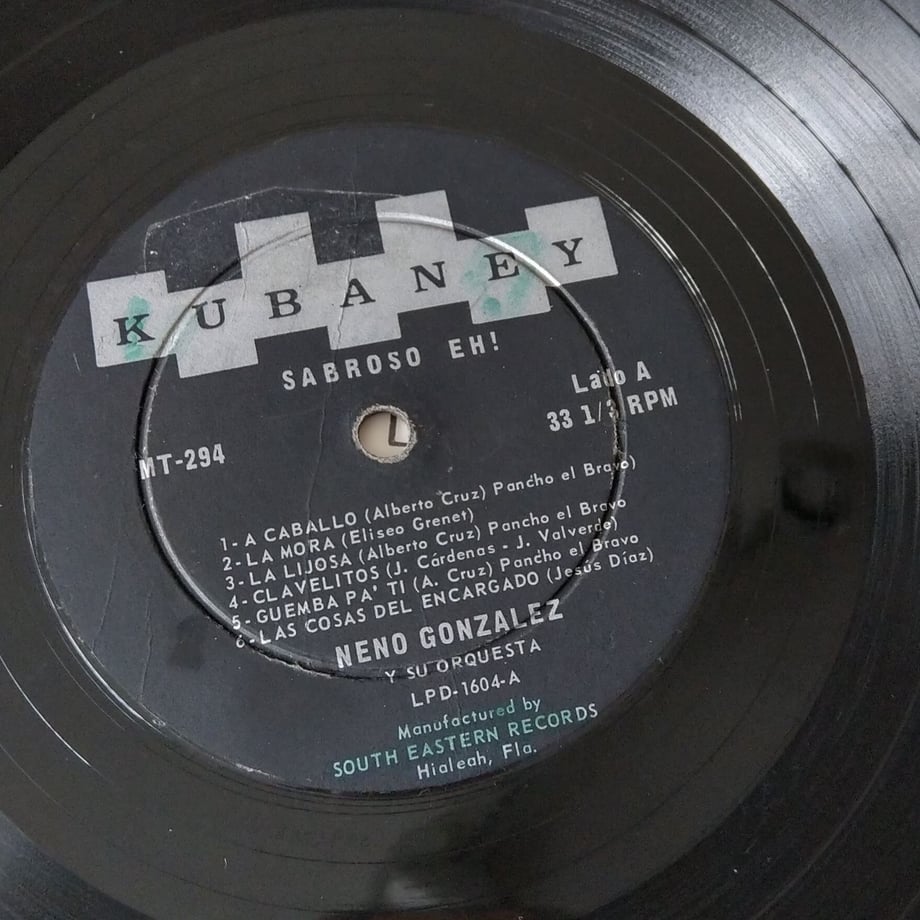 KUBANEY
SABROSO EH!
Lado A
33 1/3 RPM
MT-294
1- A CABALLO (Alberto Cruz) Pancho el Bravo)
2- LA MORA (Eliseo Grenet)
3- LA LIJOSA (Alberto Cruz) Pancho el Bravo
4- CLAVELITOS (J. Cárdenas - J. Valverde)
5- GUEMBA PA' TI (A. Cruz) Pancho el Bravo
6- LAS COSAS DEL ENCARGADO (Jesús Díaz)
NENO GONZALEZ
Y SU ORQUESTA
LPD-1604-A
Manufactured by
SOUTH EASTERN RECORDS
Hialeah, Fla.